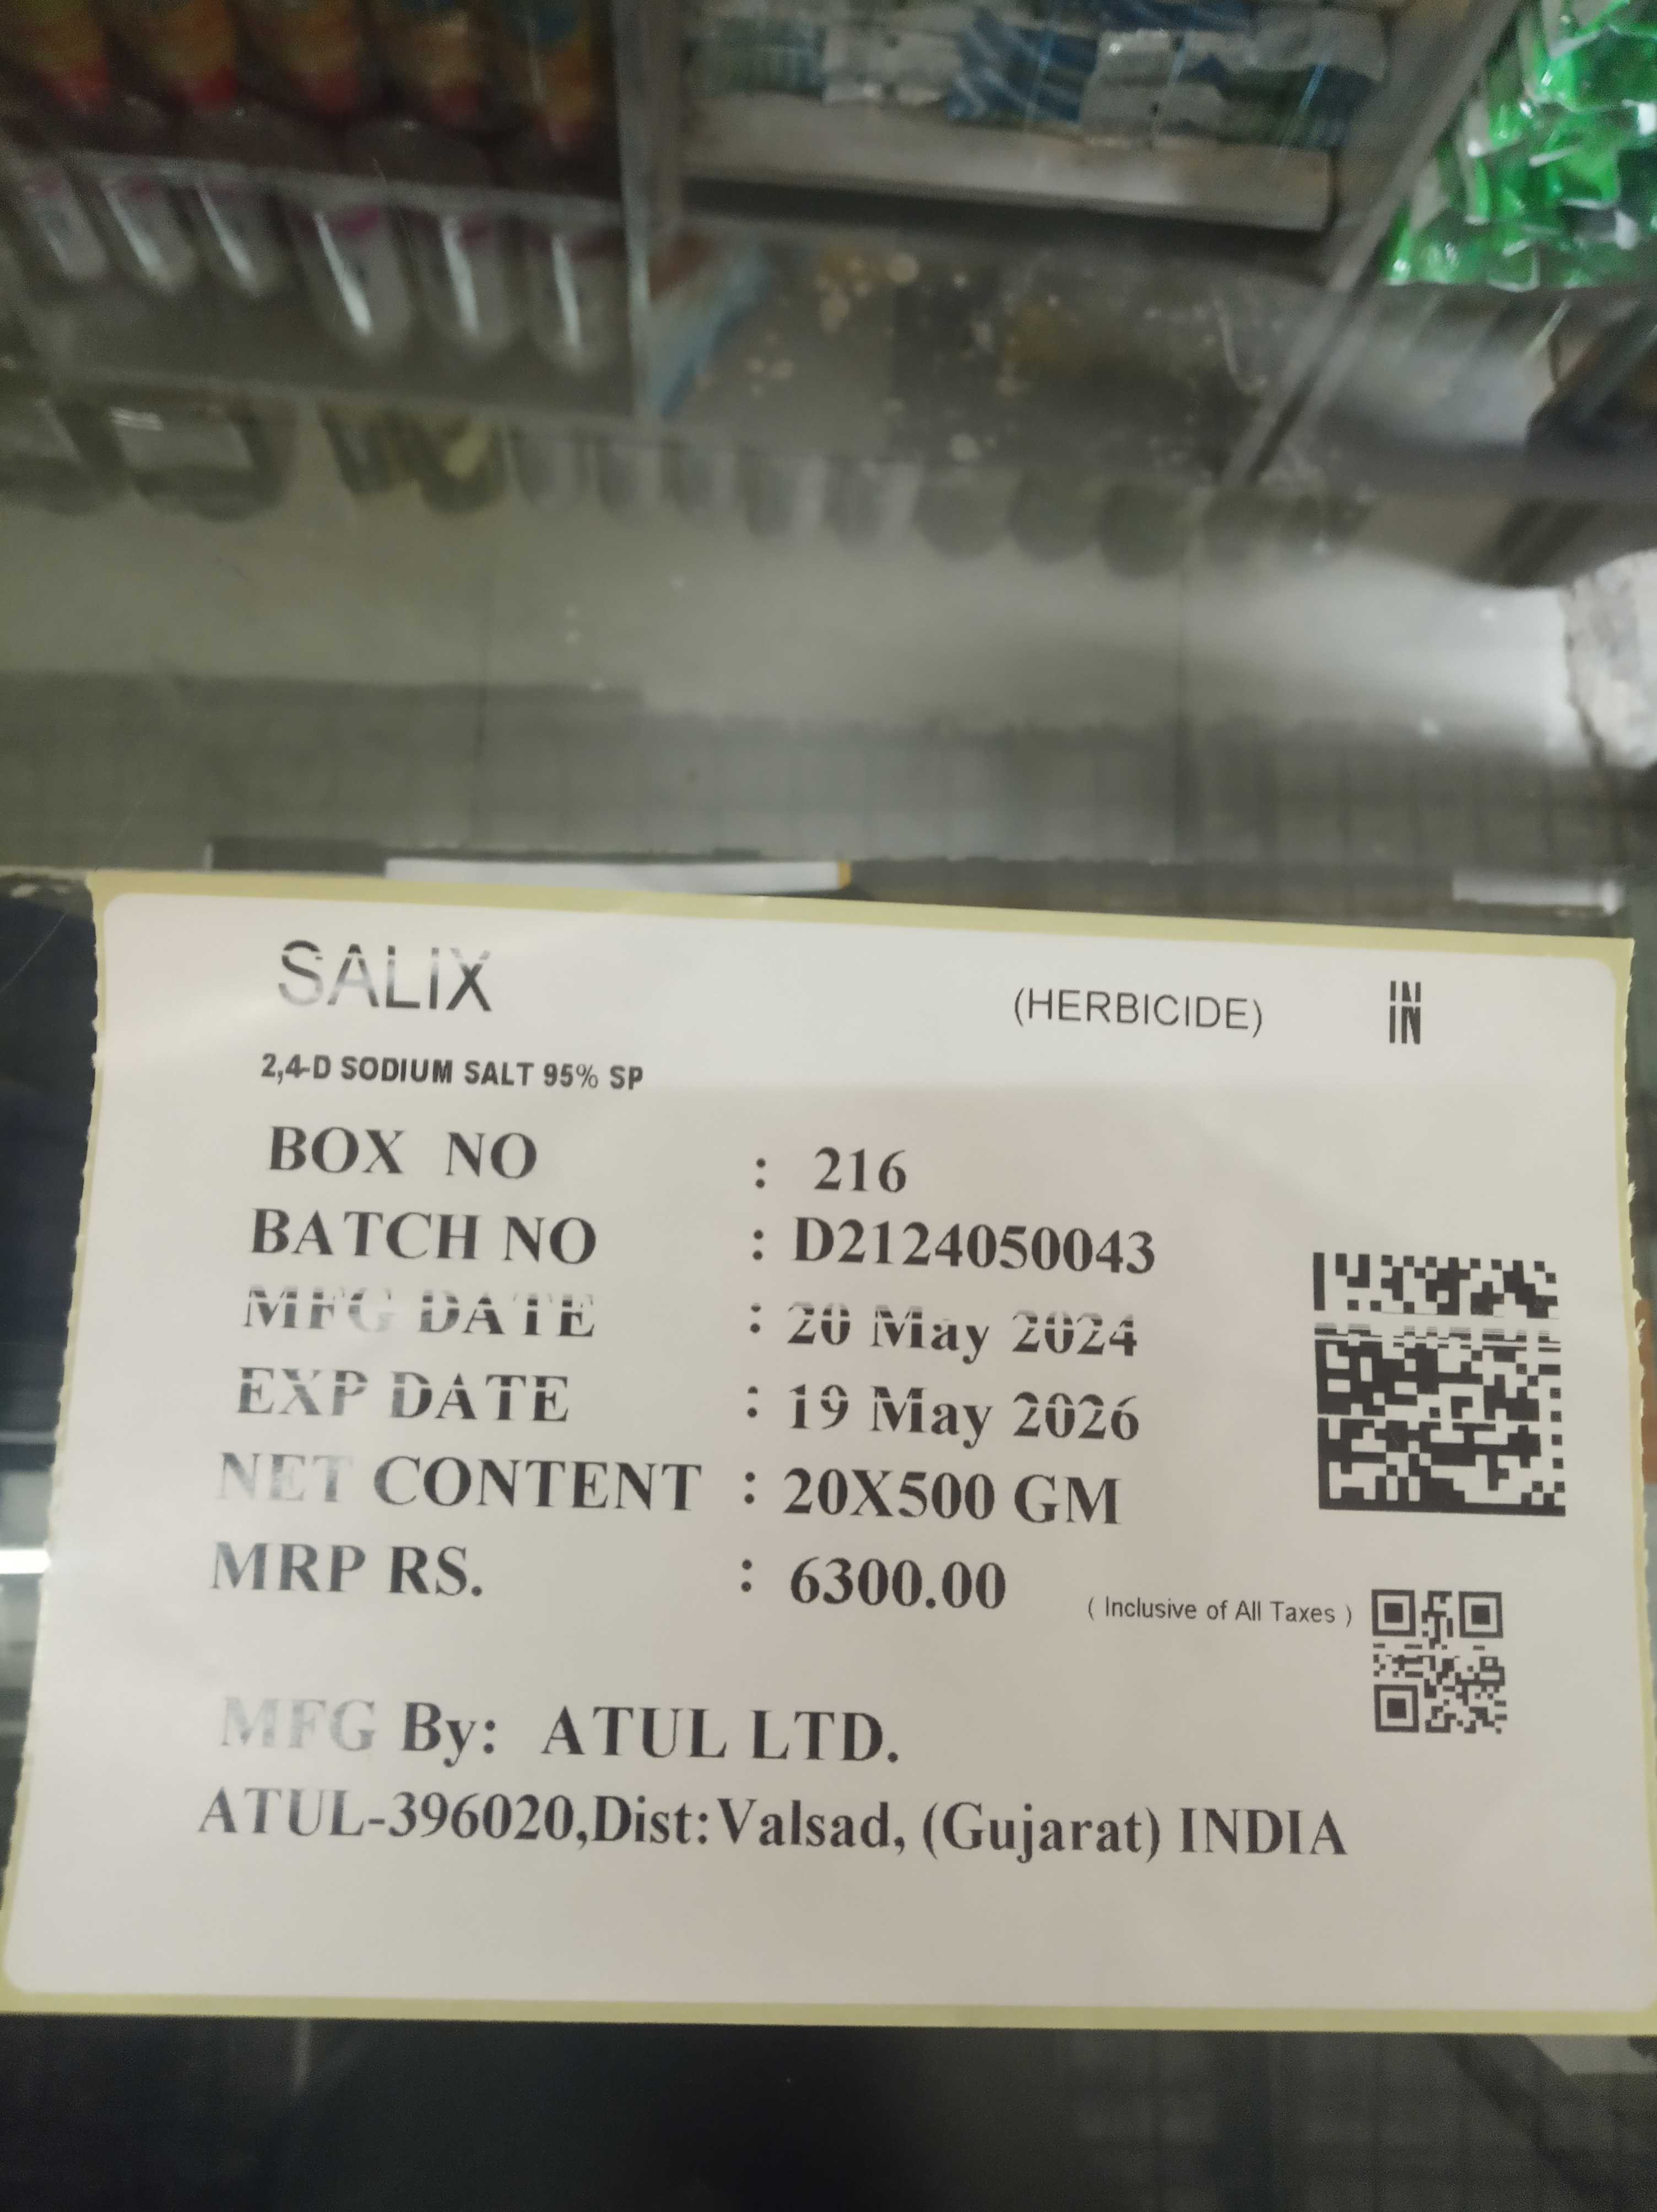 SALIX (HERBICIDE) IN
2,4-D SODIUM SALT 95% SP
BOX NO : 216
BATCH NO : D2124050043
MFG DATE : 20 May 2024
EXP DATE : 19 May 2026
NET CONTENT : 20X500 GM
MRP RS. : 6300.00 ( Inclusive of All Taxes )
MFG By: ATUL LTD.
ATUL-396020,Dist:Valsad, (Gujarat) INDIA